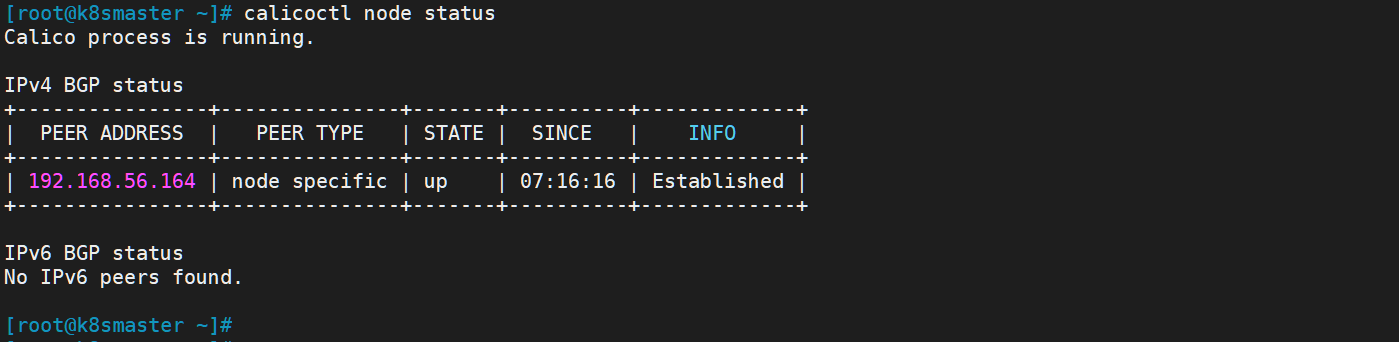 [root@k8smaster ~]# calicoctl node status
Calico process is running.
IPv4 BGP status
+----------------+---------------+-------+----------+-------------+
|  PEER ADDRESS  |   PEER TYPE   | STATE |  SINCE   |    INFO     |
+----------------+---------------+-------+----------+-------------+
| 192.168.56.164 | node specific | up    | 07:16:16 | Established |
+----------------+---------------+-------+----------+-------------+
IPv6 BGP status
No IPv6 peers found.
[root@k8smaster ~]#